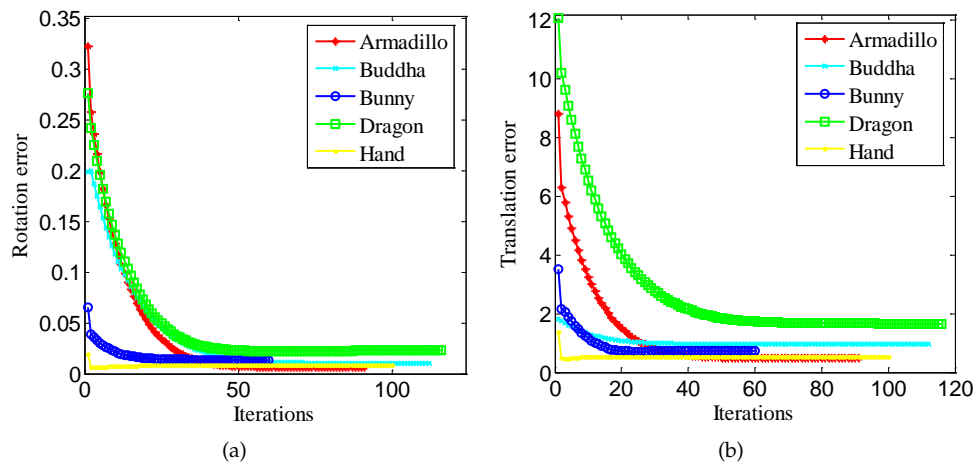 0.35
0.3
0.25
0.2
0.15
0.1
0.05
0
0
50
100
Rotation error
Iterations
Armadillo
Buddha
Bunny
Dragon
Hand
(a)
12
10
8
6
4
2
0
0
20
40
60
80
100
120
Translation error
Iterations
Armadillo
Buddha
Bunny
Dragon
Hand
(b)